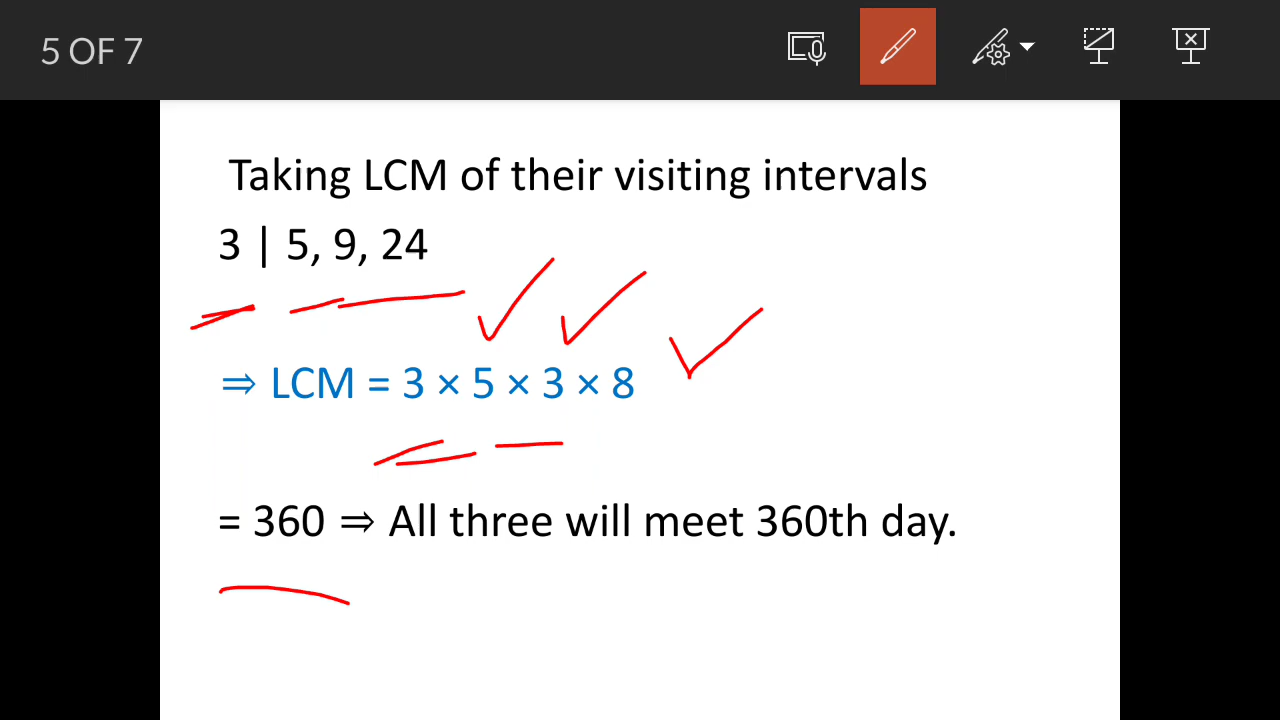 5 OF 7
Taking LCM of their visiting intervals
3 | 5, 9, 24
⇒ LCM = 3 × 5 × 3 × 8
= 360 ⇒ All three will meet 360th day.